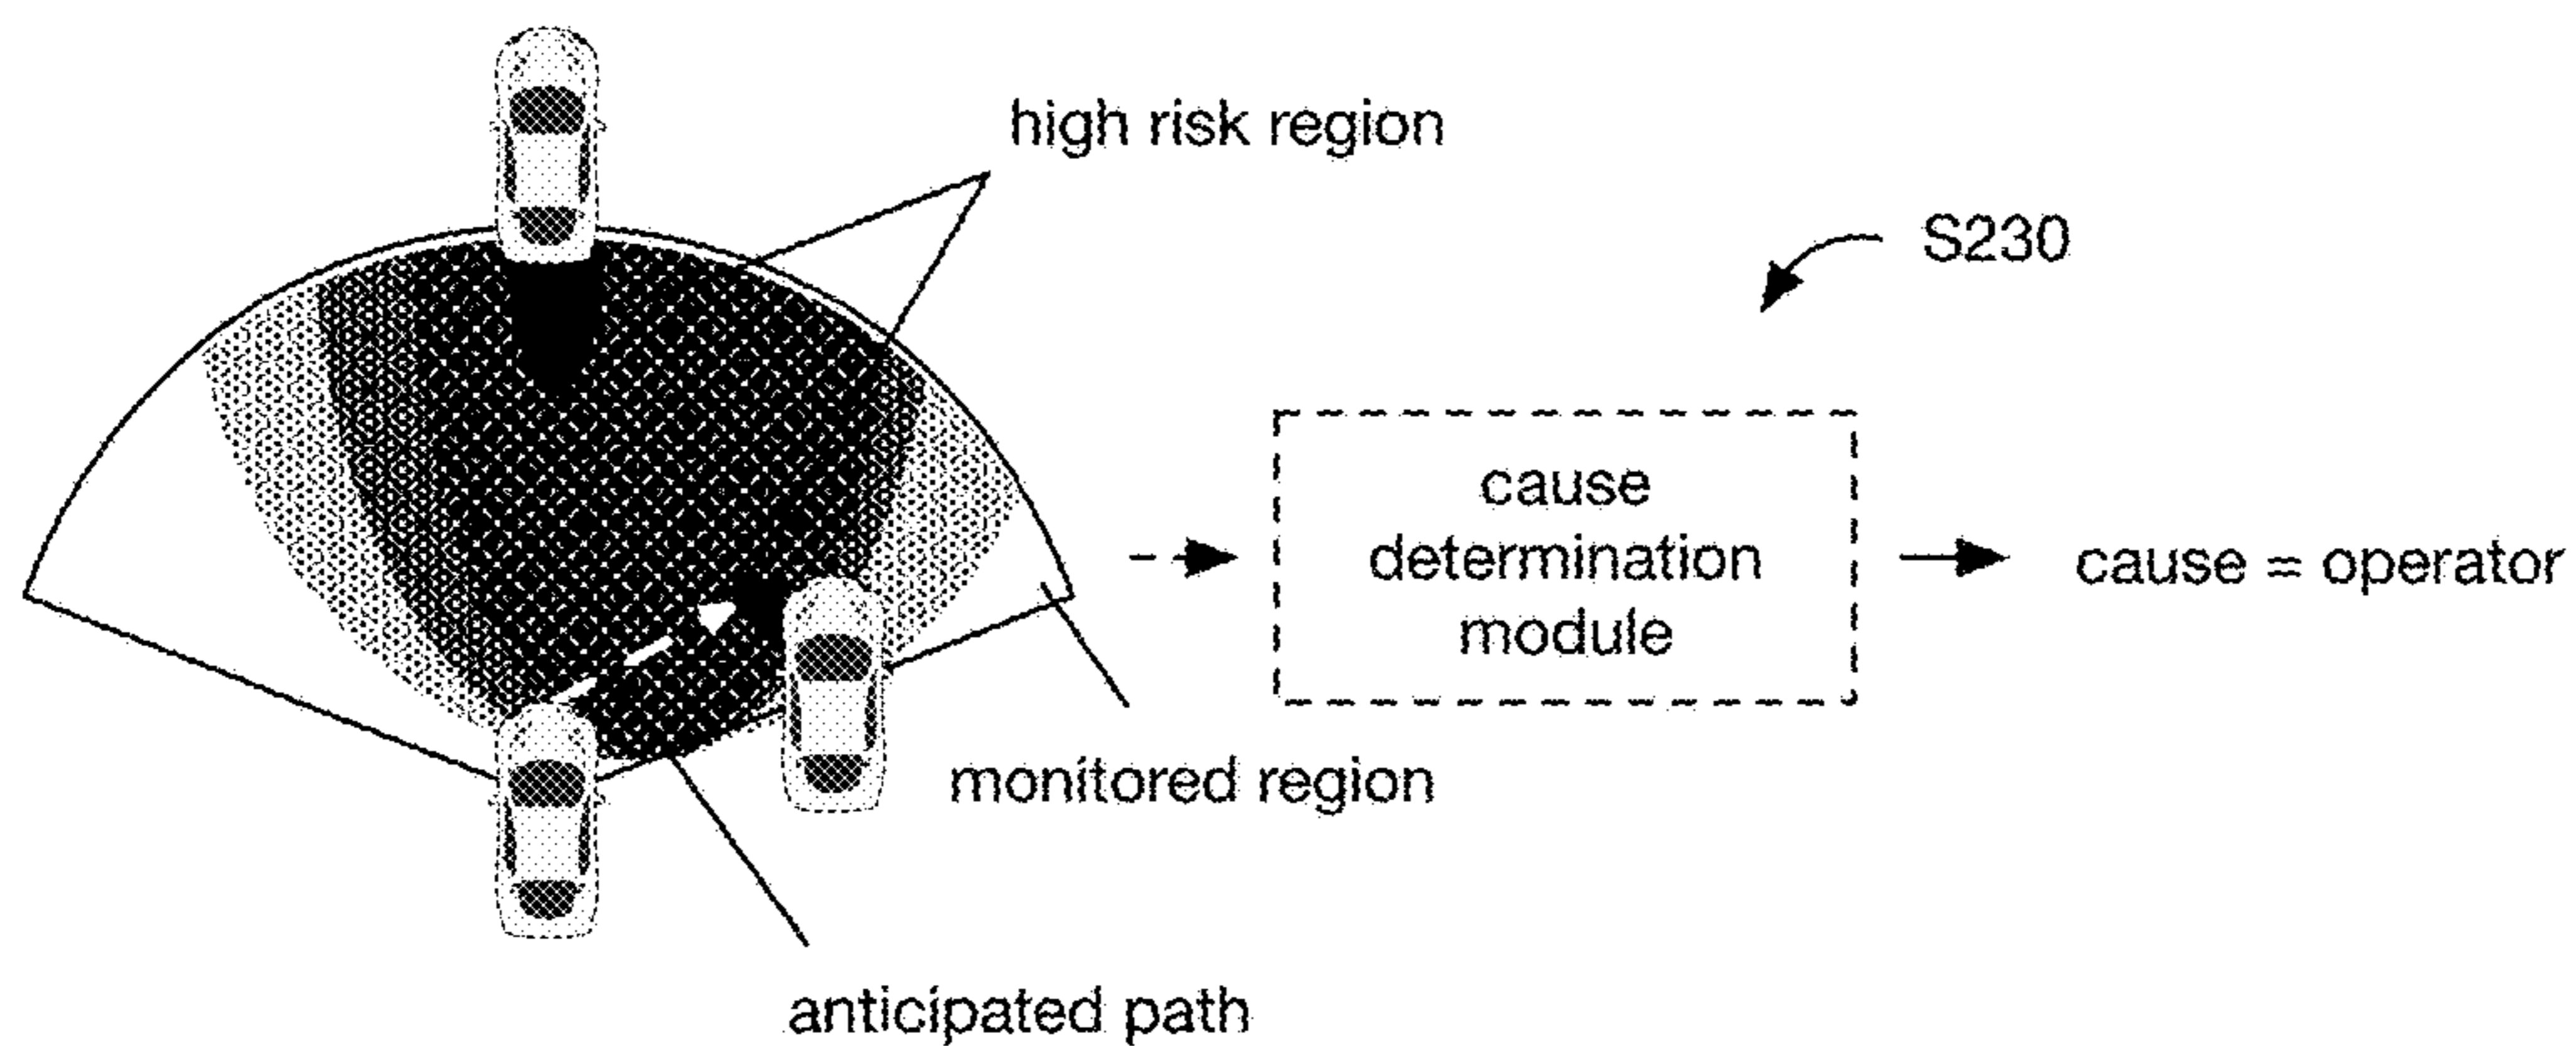 high risk region
S230
cause
determination
module
cause = operator
monitored region
anticipated path